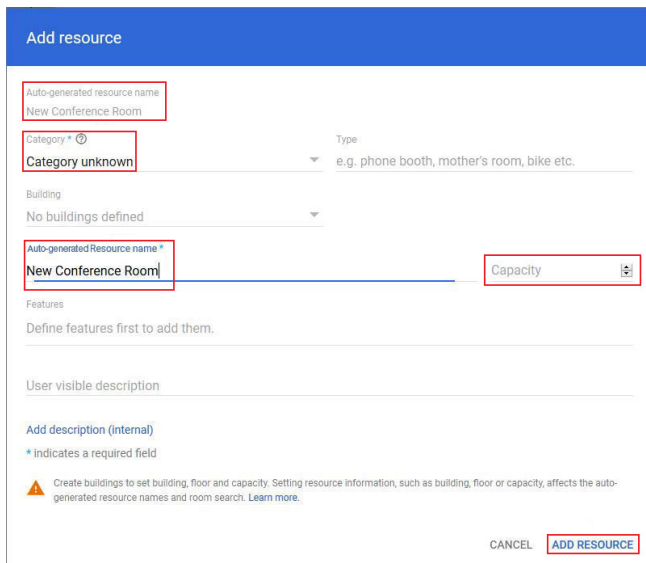 Add resource
Auto-generated resource name
New Conference Room
Category *
Type
Category unknown
e.g. phone booth, mother's room, bike etc.
Building
No buildings defined
Auto-generated Resource name *
New Conference Room
Capacity
Features
Define features first to add them.
User visible description
Add description (internal)
* indicates a required field
Create buildings to set building, floor and capacity. Setting resource information, such as building, floor or capacity, affects the auto-
generated resource names and room search. Learn more.
CANCEL ADD RESOURCE